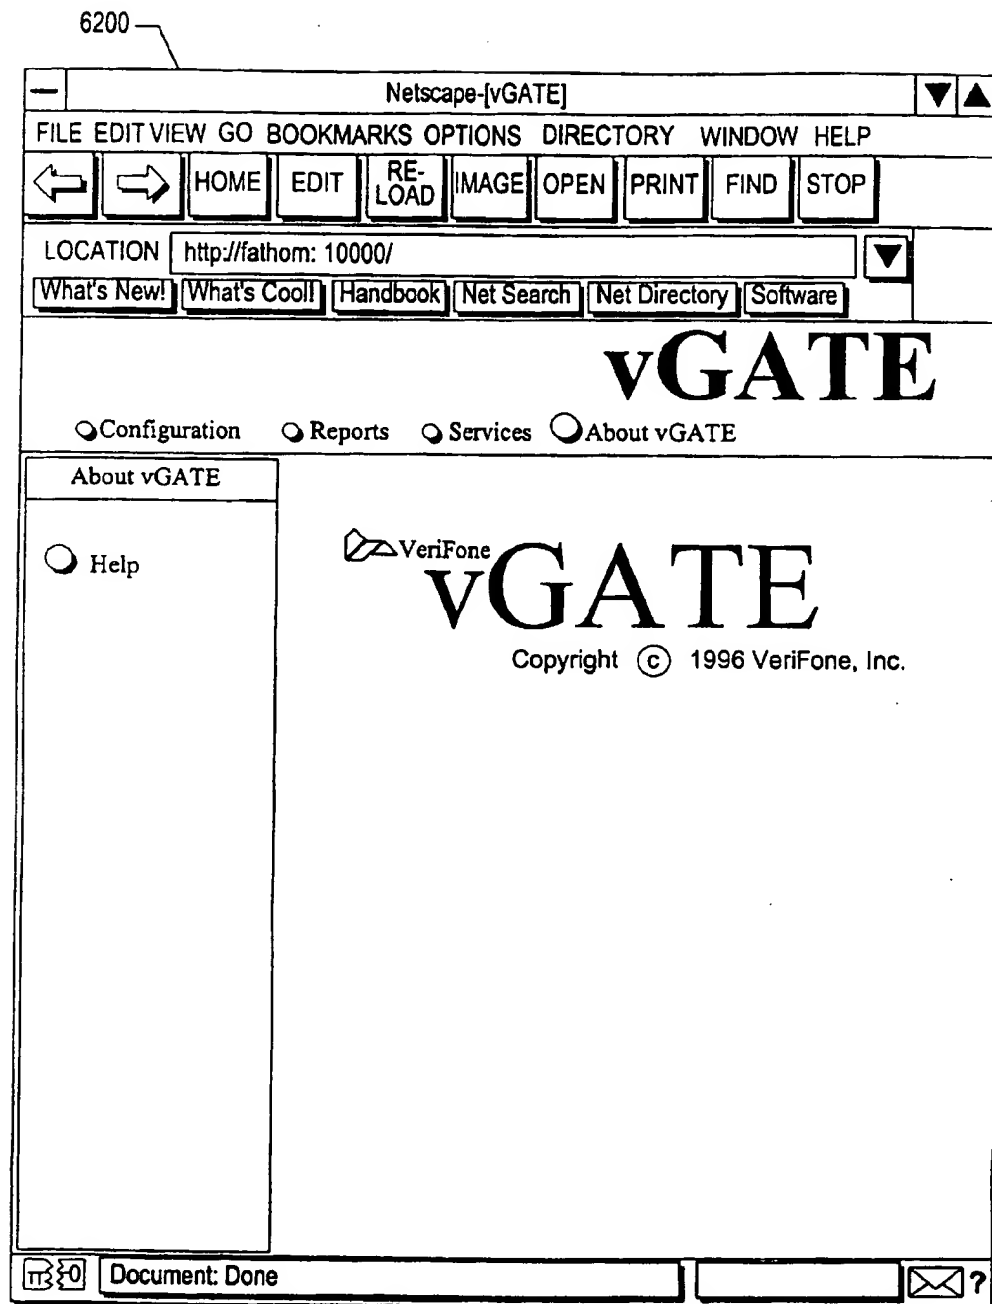 6200
Netscape-[vGATE]
FILE EDIT VIEW GO BOOKMARKS OPTIONS DIRECTORY WINDOW HELP
HOME EDIT RE-LOAD IMAGE OPEN PRINT FIND STOP
LOCATION http://fathom: 10000/
What's New! What's Cool! Handbook Net Search Net Directory Software
vGATE
Configuration Reports Services About vGATE
About vGATE
Help
VeriFone
vGATE
Copyright © 1996 VeriFone, Inc.
Document: Done
?